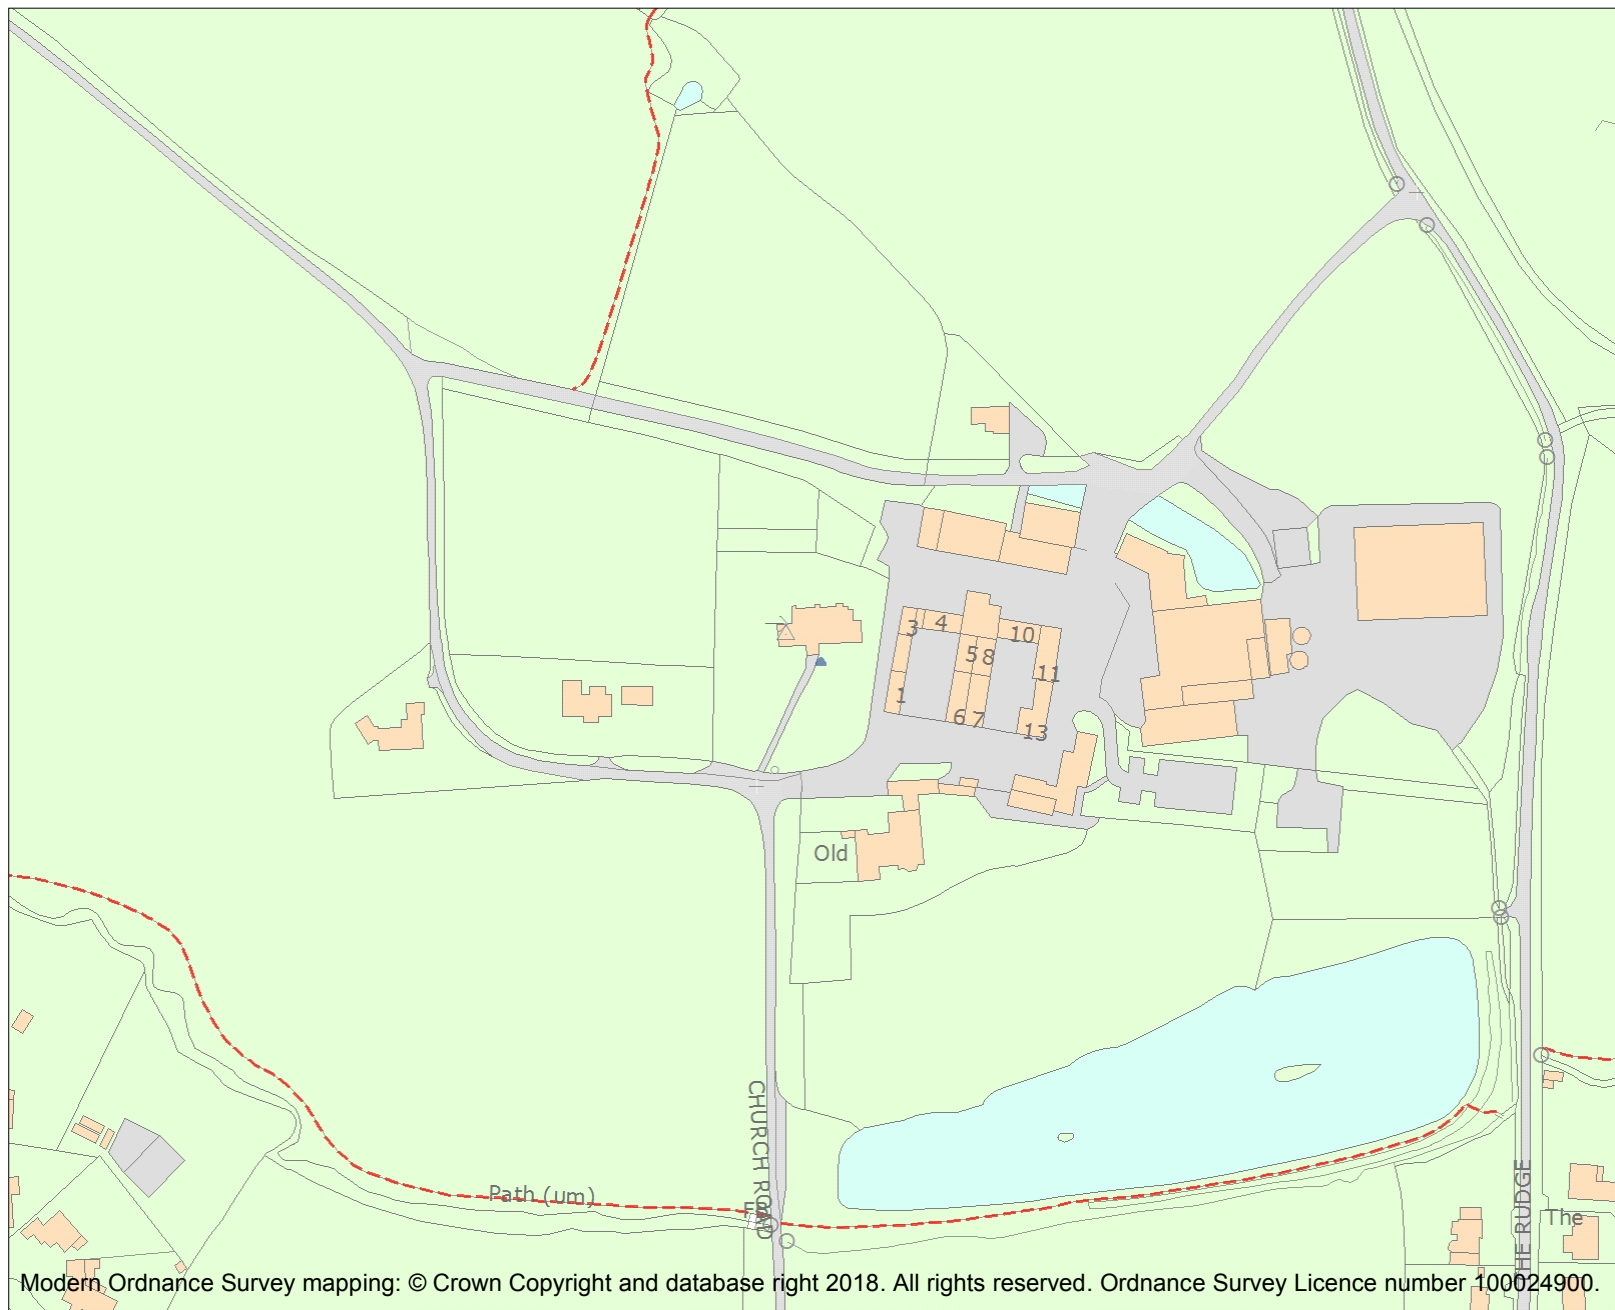 3
4
10
5
8
11
1
6
7
13
Old
CHURCH ROAD
Path (um)
FB
The
THE RUDGE
Modern Ordnance Survey mapping: © Crown Copyright and database right 2018. All rights reserved. Ordnance Survey Licence number 100024900.